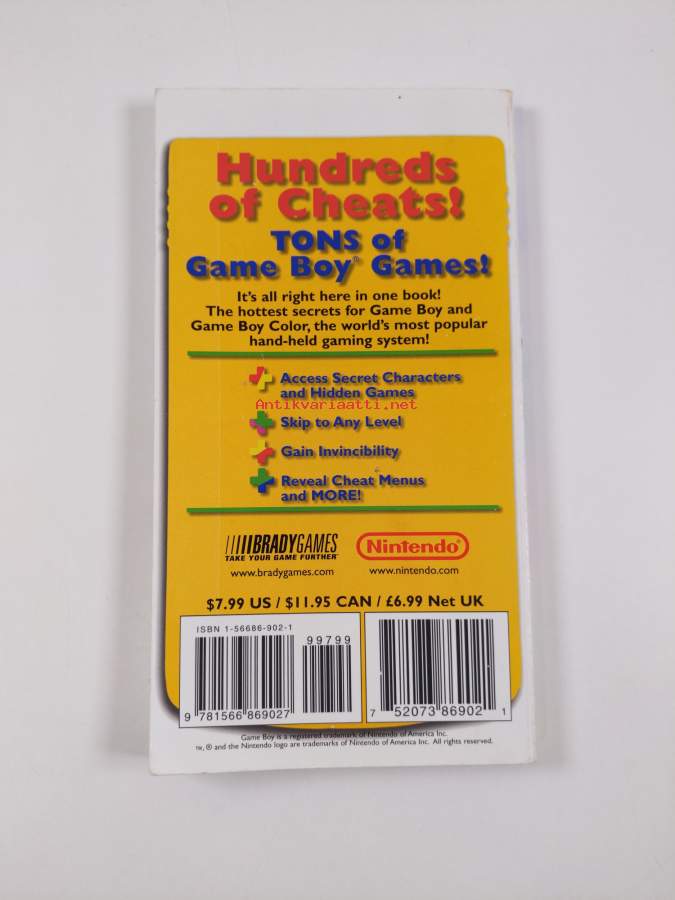 Hundreds
of Cheats!
TONS of
Game Boy® Games!
It's all right here in one book!
The hottest secrets for Game Boy and
Game Boy Color, the world's most popular
hand-held gaming system!
Access Secret Characters
and Hidden Games
Antikvariaatti.net
Skip to Any Level
Gain Invincibility
Reveal Cheat Menus
and MORE!
BRADYGAMES
TAKE YOUR GAME FURTHER™
www.bradygames.com
Nintendo®
www.nintendo.com
$7.99 US / $11.95 CAN / £6.99 Net UK
ISBN 1-56686-902-1
99799
9 781566 869027
7 52073 86902 1
Game Boy is a registered trademark of Nintendo of America Inc.
™, ® and the Nintendo logo are trademarks of Nintendo of America Inc. All rights reserved.